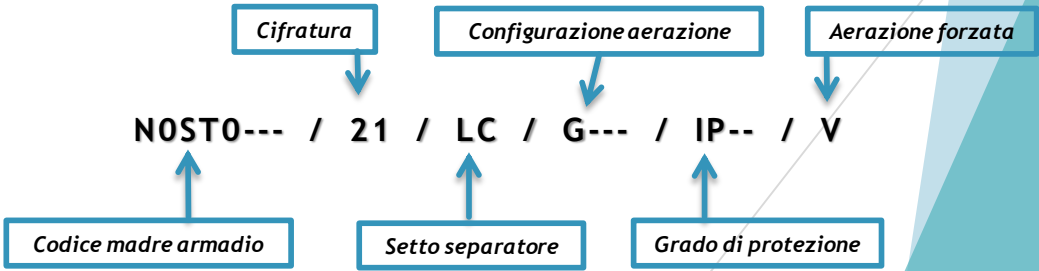 Cifratura Configurazione aerazione Aerazione forzata
N0ST0--- / 21 / LC / G--- / IP-- / V
Codice madre armadio Setto separatore Grado di protezione